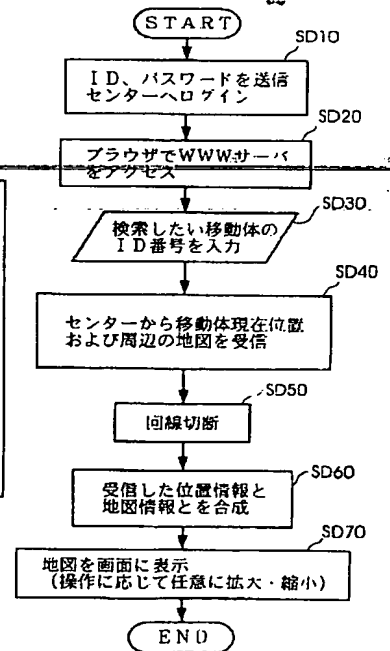 START
SD10
ID、パスワードを送信
センターへログイン
SD20
ブラウザでWWWサーバ
をアクセス
SD30
検索したい移動体の
ID番号を入力
SD40
センターから移動体現在位置
および周辺の地図を受信
SD50
回線切断
SD60
受信した位置情報と
地図情報とを合成
SD70
地図を画面に表示
(操作に応じて任意に拡大・縮小)
END